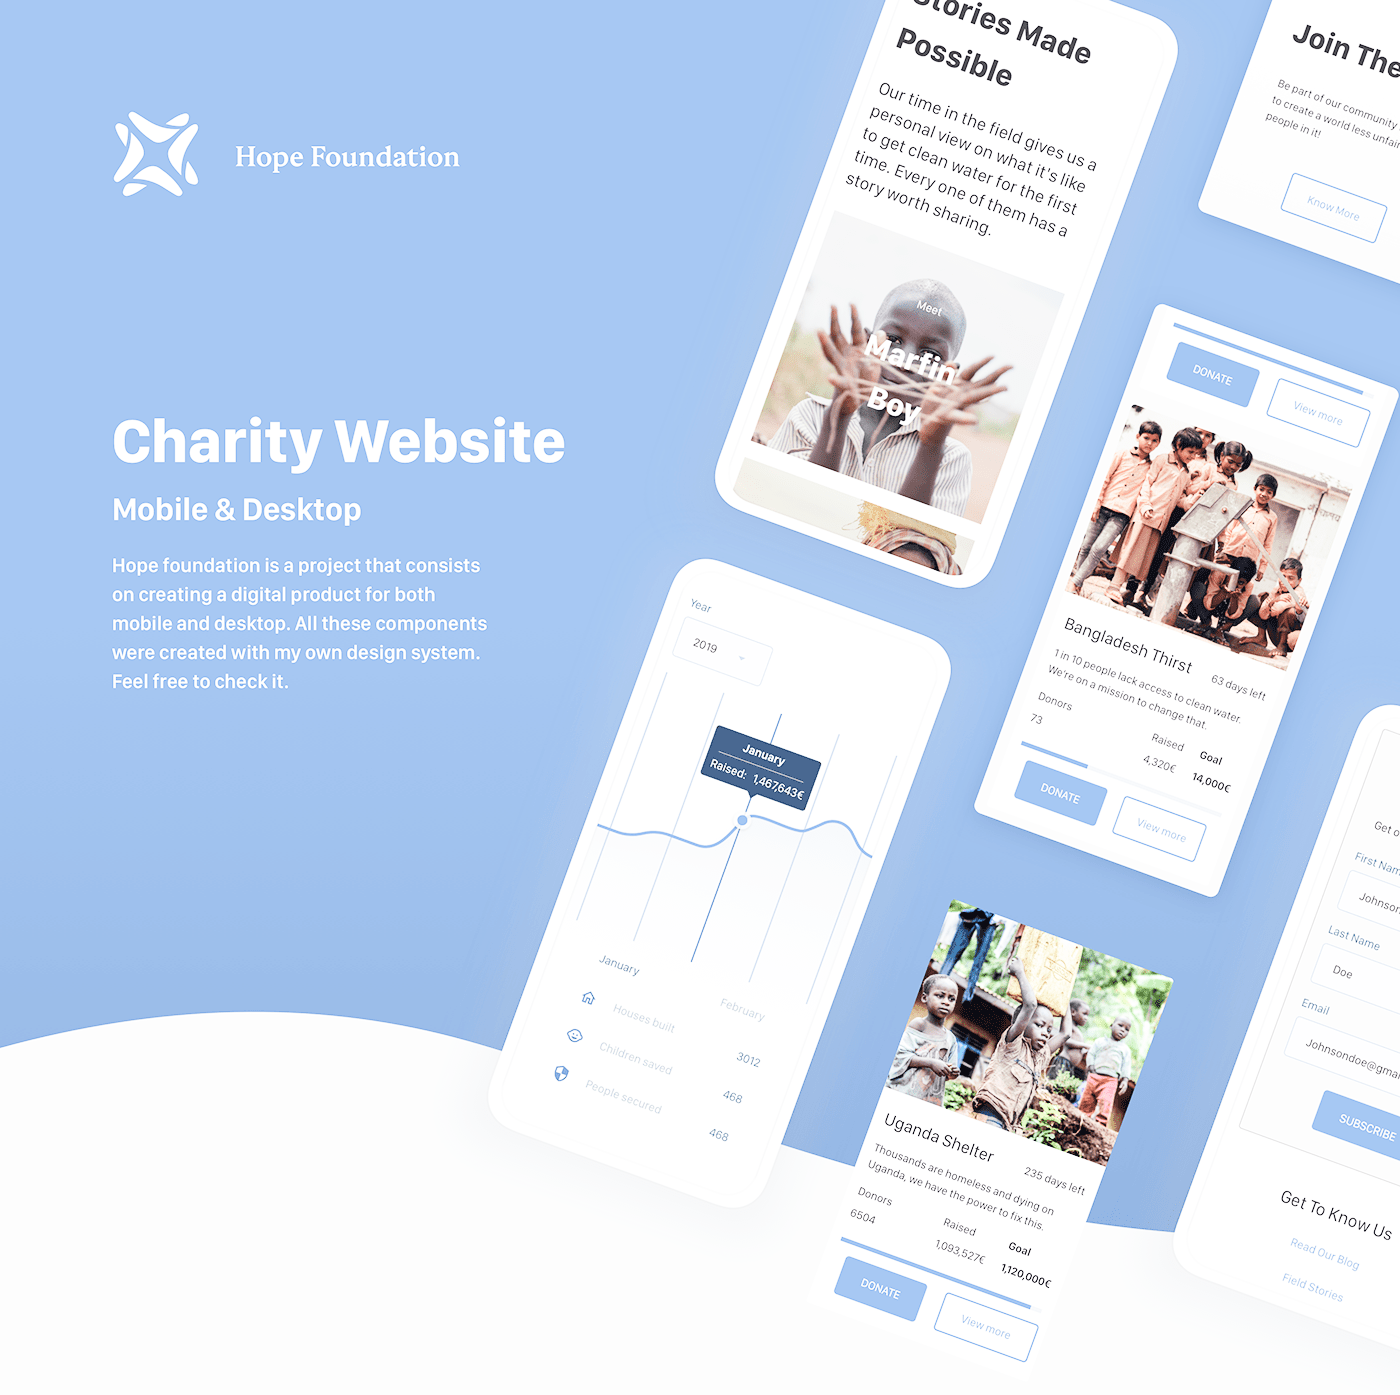 Hope Foundation
Charity Website
Mobile & Desktop
Hope foundation is a project that consists
on creating a digital product for both
mobile and desktop. All these components
were created with my own design system.
Feel free to check it.
Stories Made
Possible
Our time in the field gives us a
personal view on what it's like
to get clean water for the first
time. Every one of them has a
story worth sharing.
Meet
Marfin
Boy
Join The
Be part of our community
to create a world less unfair
people in it!
Know More
DONATE
View more
Bangladesh Thirst
63 days left
1 in 10 people lack access to clean water.
We're on a mission to change that.
Donors
73
Raised
4,320€
Goal
14,000€
DONATE
View more
Year
2019
January
Raised: 1,467,643€
January
February
Houses built
3012
Children saved
468
People secured
468
Uganda Shelter
235 days left
Thousands are homeless and dying on
Uganda, we have the power to fix this.
Donors
6504
Raised
1,093,527€
Goal
1,120,000€
DONATE
View more
Get o
First Nam
Johnson
Last Name
Doe
Email
Johnsondoe@gmai
SUBSCRIBE
Get To Know Us
Read Our Blog
Field Stories